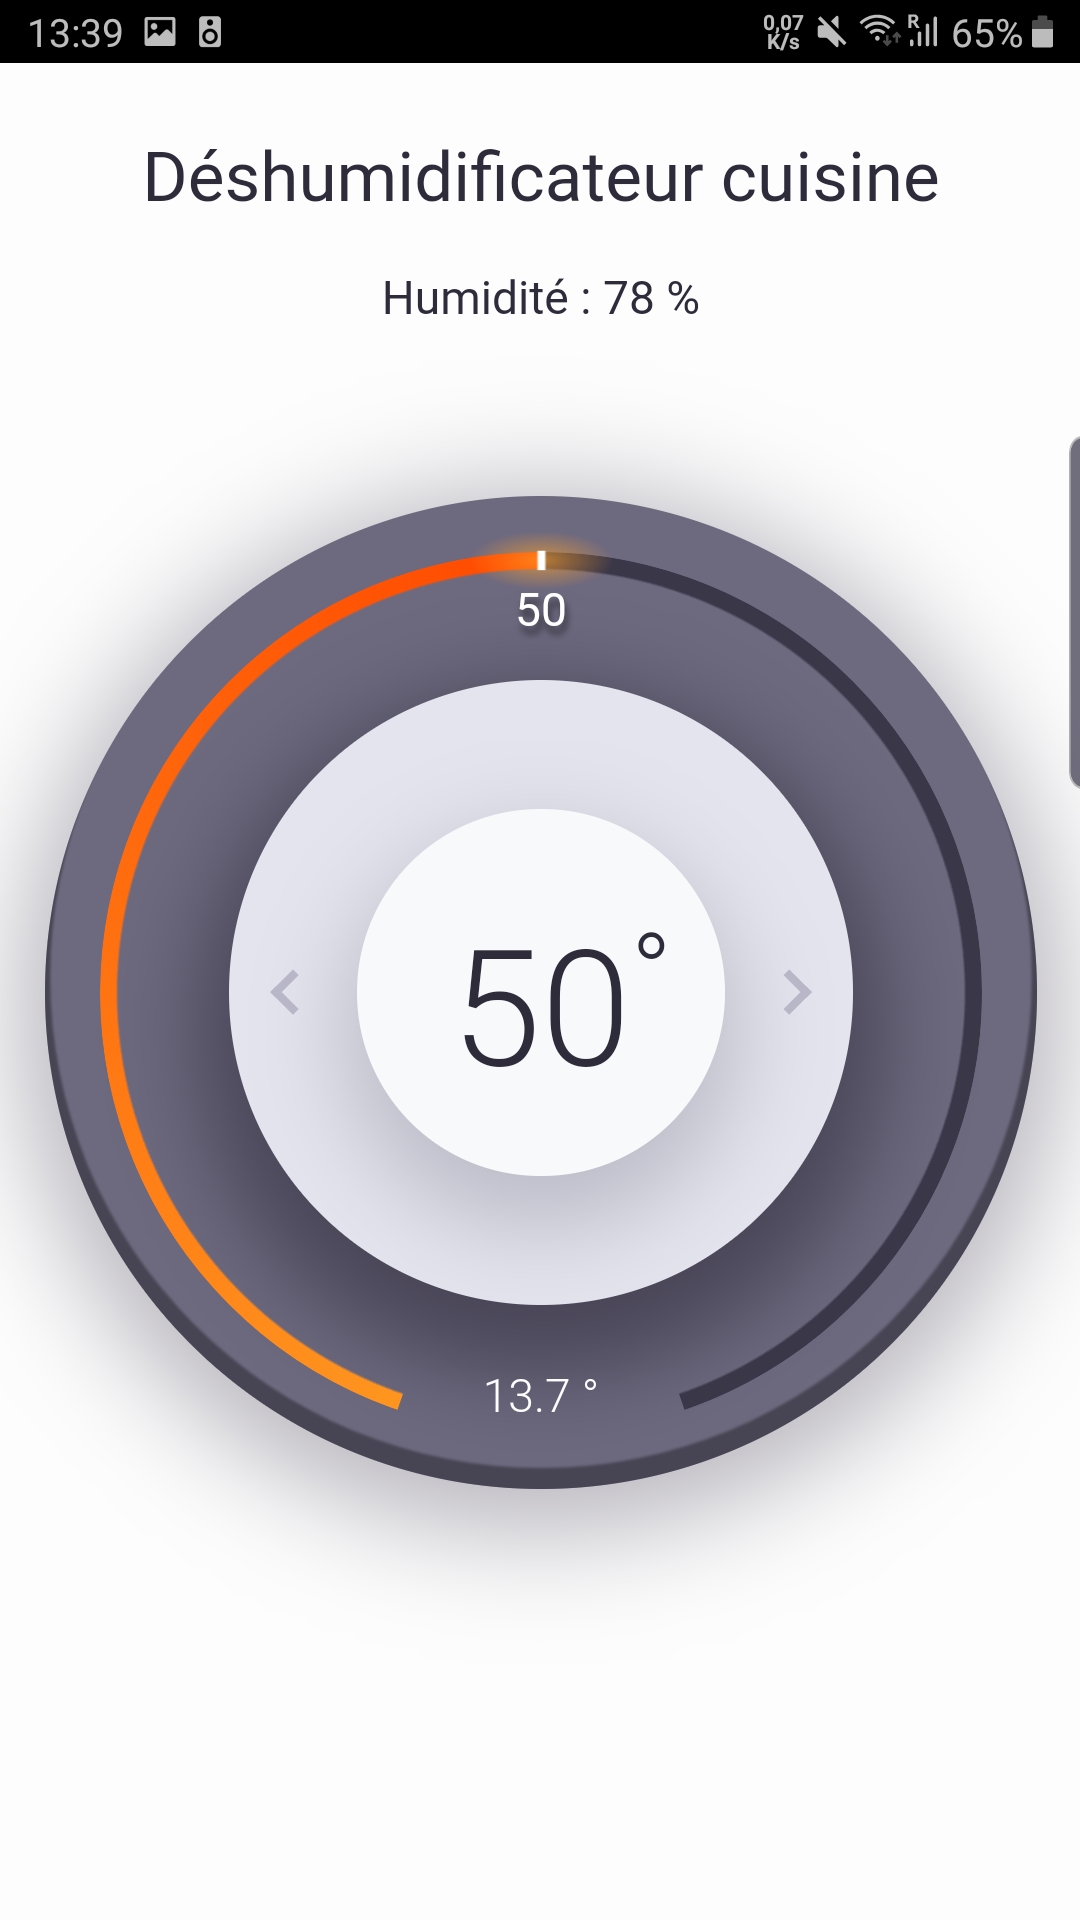 13:39 0,07 K/s R 65%
Déshumidificateur cuisine
Humidité : 78 %
50
50°
13.7 °